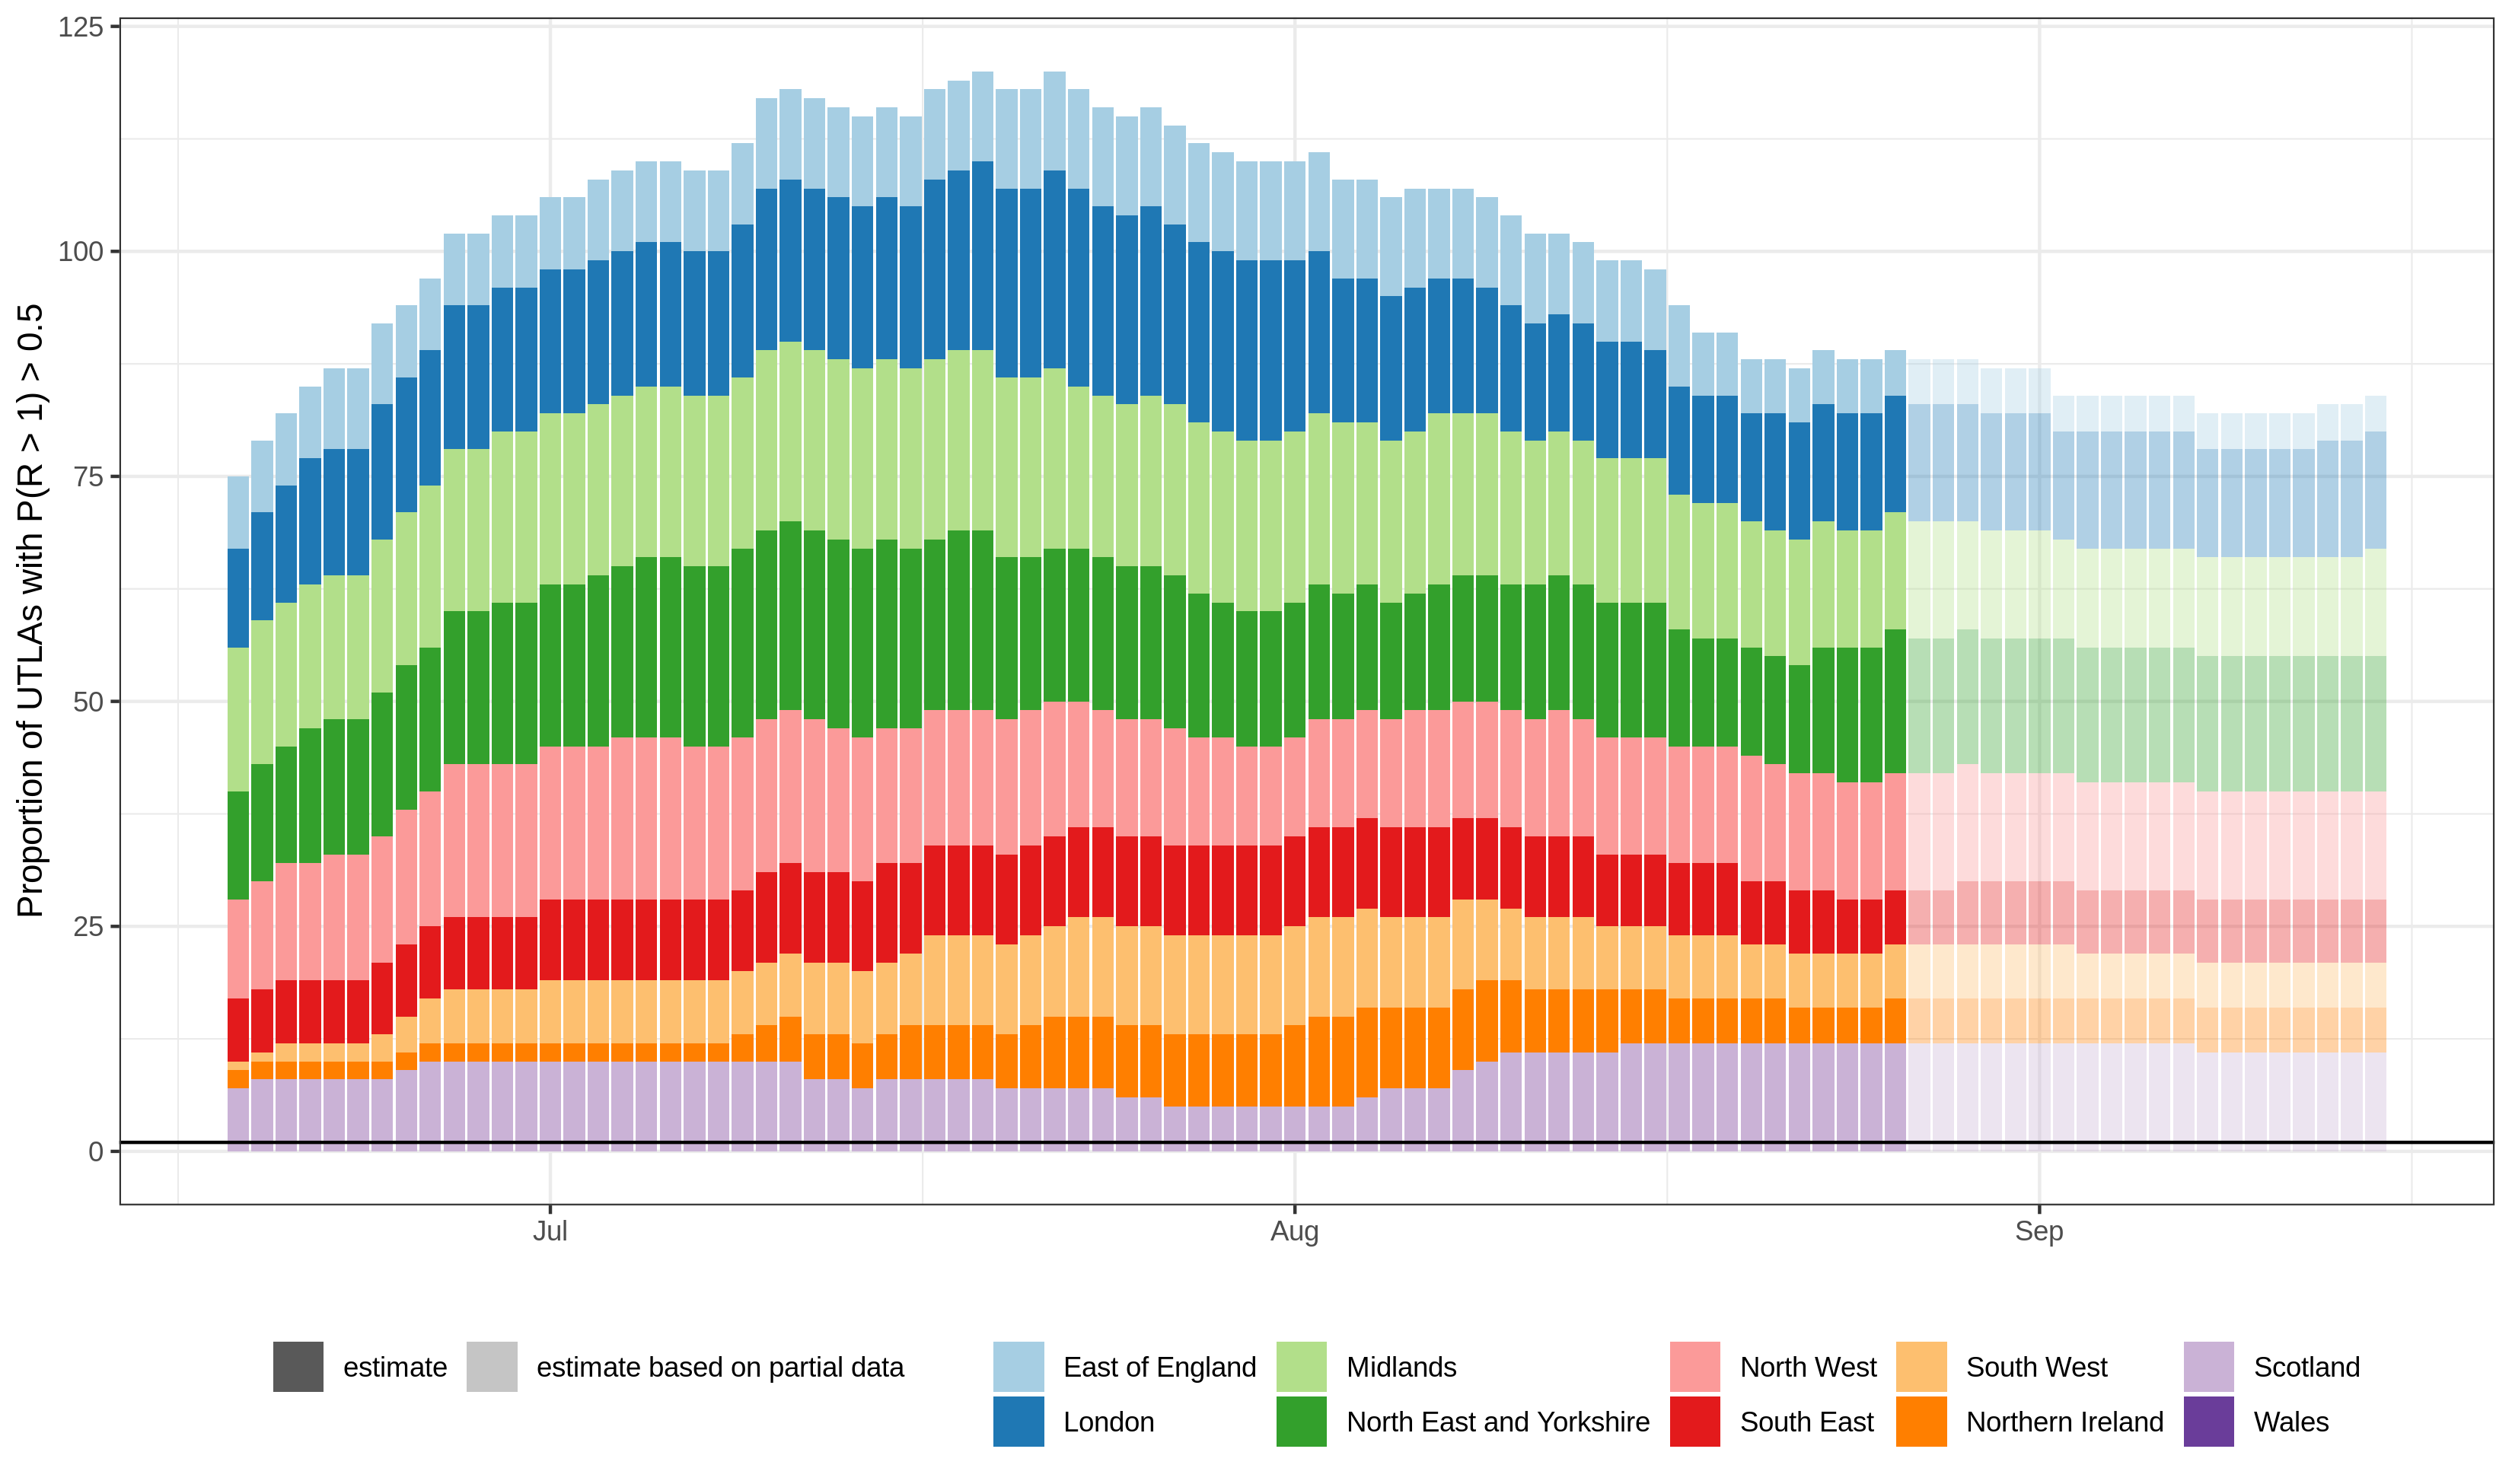 Proportion of UTLAs with P(R > 1) > 0.5
125
100
75
50
25
0
Jul Aug Sep
estimate estimate based on partial data East of England Midlands North West South West Scotland
London North East and Yorkshire South East Northern Ireland Wales